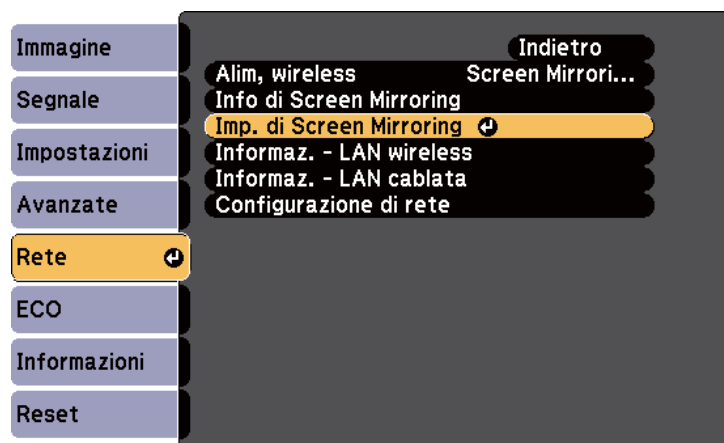 Immagine
Segnale
Impostazioni
Avanzate
Rete
ECO
Informazioni
Reset
Indietro
Alim, wireless Screen Mirrori...
Info di Screen Mirroring
Imp. di Screen Mirroring
Informaz. - LAN wireless
Informaz. - LAN cablata
Configurazione di rete